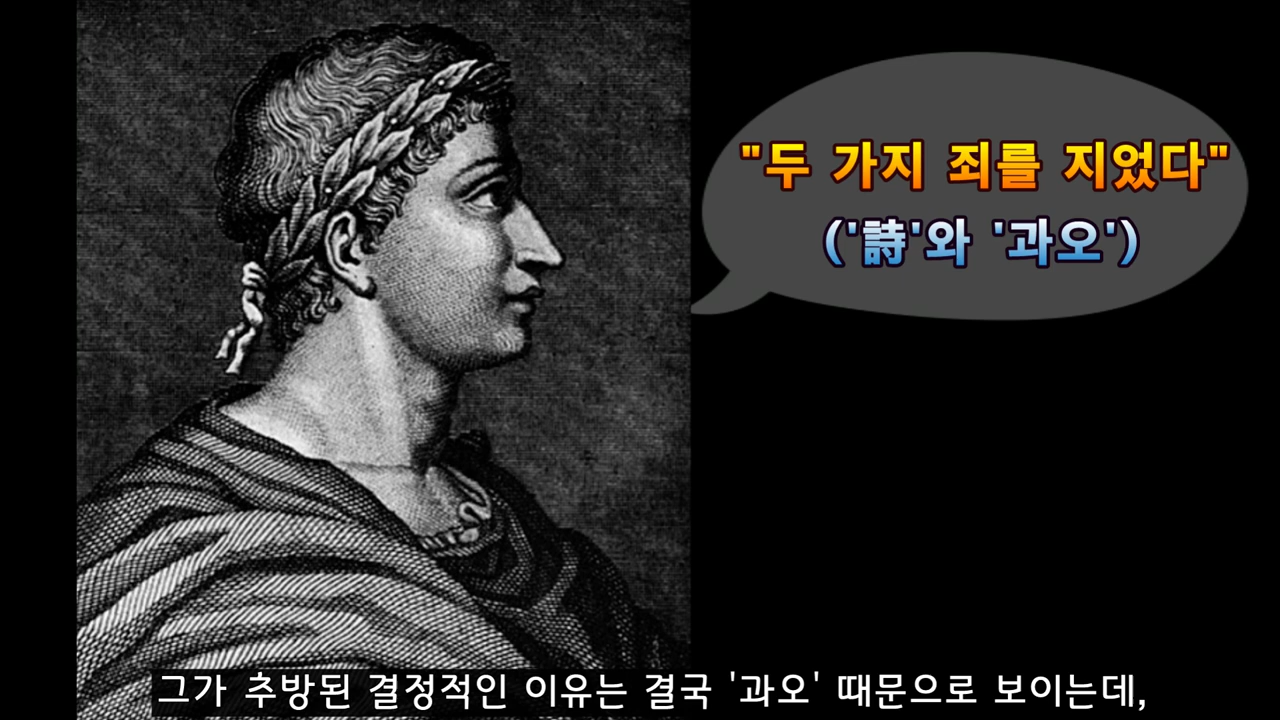 "두 가지 죄를 지었다"
('詩'와 '과오')
그가 추방된 결정적인 이유는 결국 '과오' 때문으로 보이는데,